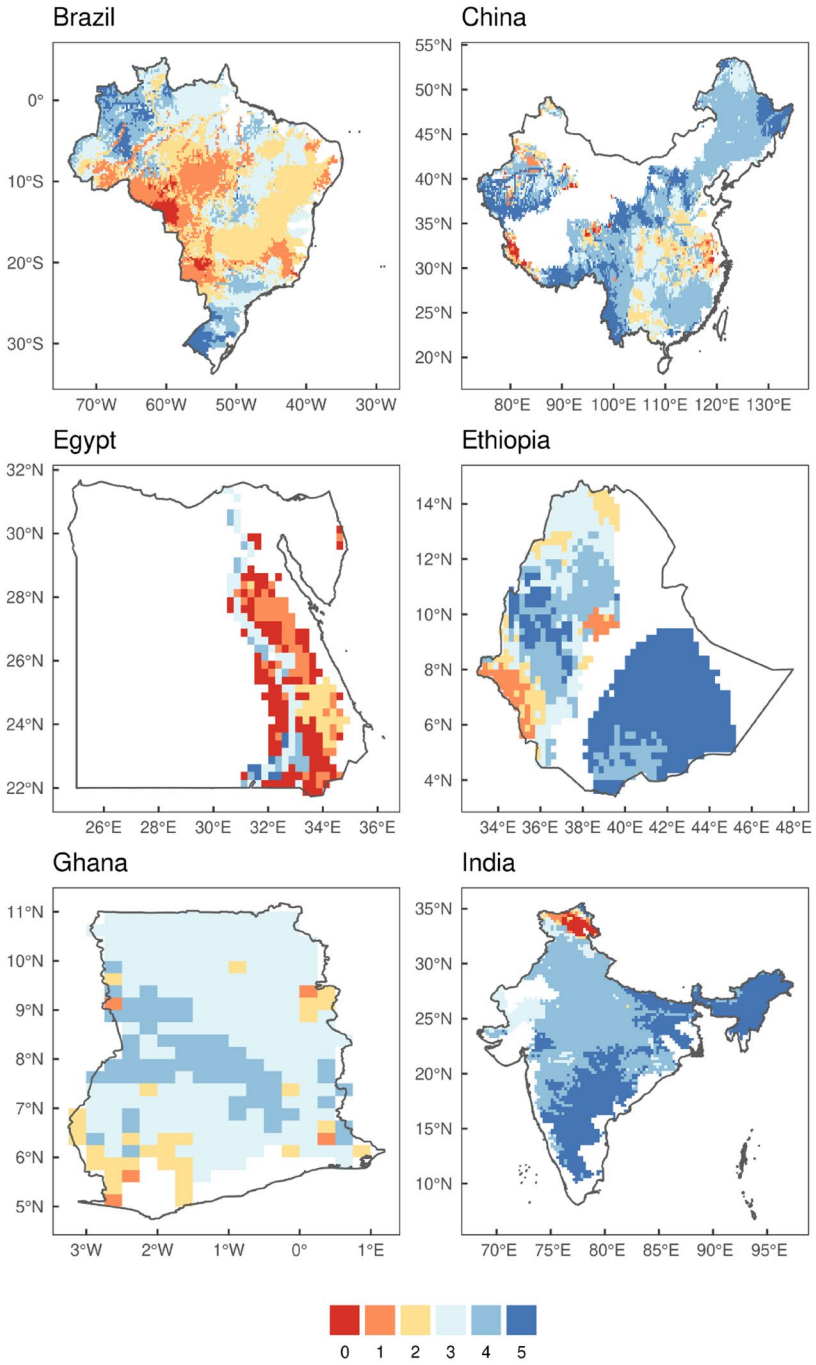 Brazil
China
0°
10°S
20°S
30°S
70°W 60°W 50°W 40°W 30°W
55°N
50°N
45°N
40°N
35°N
30°N
25°N
20°N
80°E 90°E 100°E 110°E 120°E 130°E
Egypt
Ethiopia
32°N
30°N
28°N
26°N
24°N
22°N
26°E 28°E 30°E 32°E 34°E 36°E
14°N
12°N
10°N
8°N
6°N
4°N
34°E 36°E 38°E 40°E 42°E 44°E 46°E 48°E
Ghana
India
11°N
10°N
9°N
8°N
7°N
6°N
5°N
3°W 2°W 1°W 0° 1°E
35°N
30°N
25°N
20°N
15°N
10°N
70°E 75°E 80°E 85°E 90°E 95°E
0 1 2 3 4 5